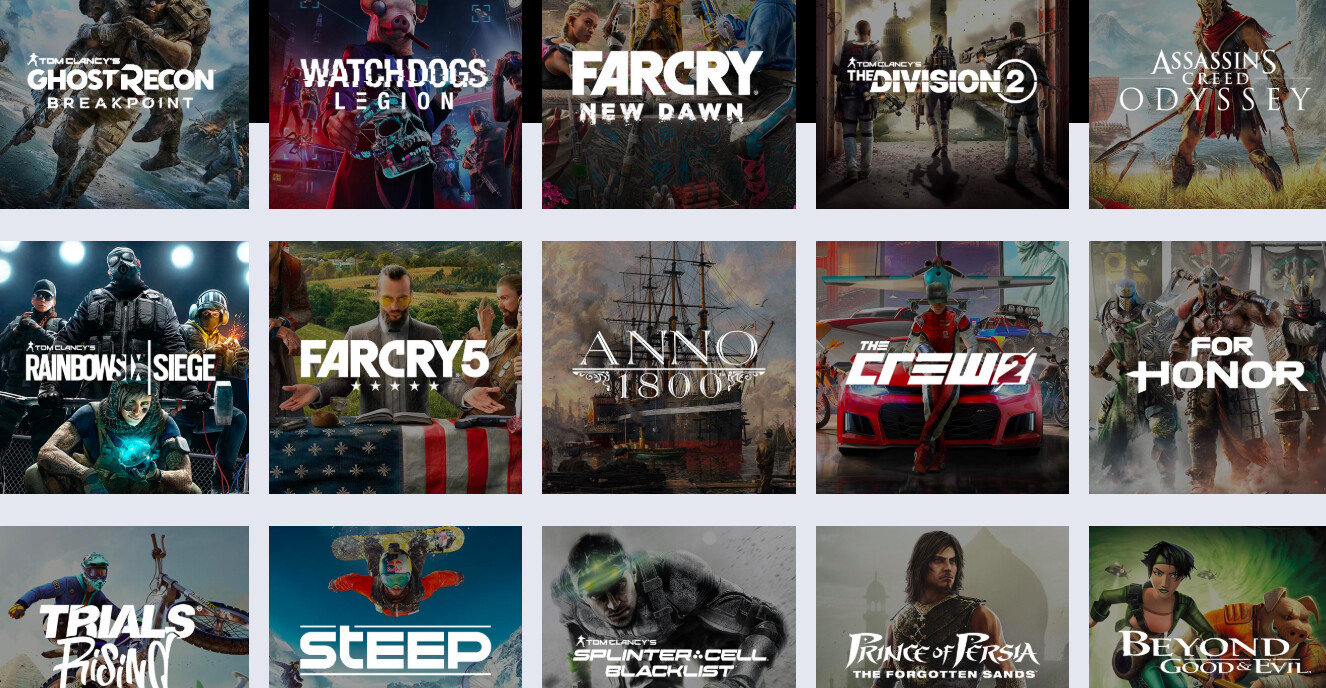 TOM CLANCY'S
GHOST RECON
BREAKPOINT
WATCH DOGS
LEGION
FARCRY
NEW DAWN
TOM CLANCY'S
THE DIVISION 2
ASSASSIN'S
CREED
ODYSSEY
TOM CLANCY'S
RAINBOW SIX SIEGE
FARCRY 5
ANNO
1800
THE
CREW 2
FOR
HONOR
TRIALS
RISING
STEEP
TOM CLANCY'S
SPLINTER CELL
BLACKLIST
PRINCE OF PERSIA
THE FORGOTTEN SANDS
BEYOND
GOOD & EVIL